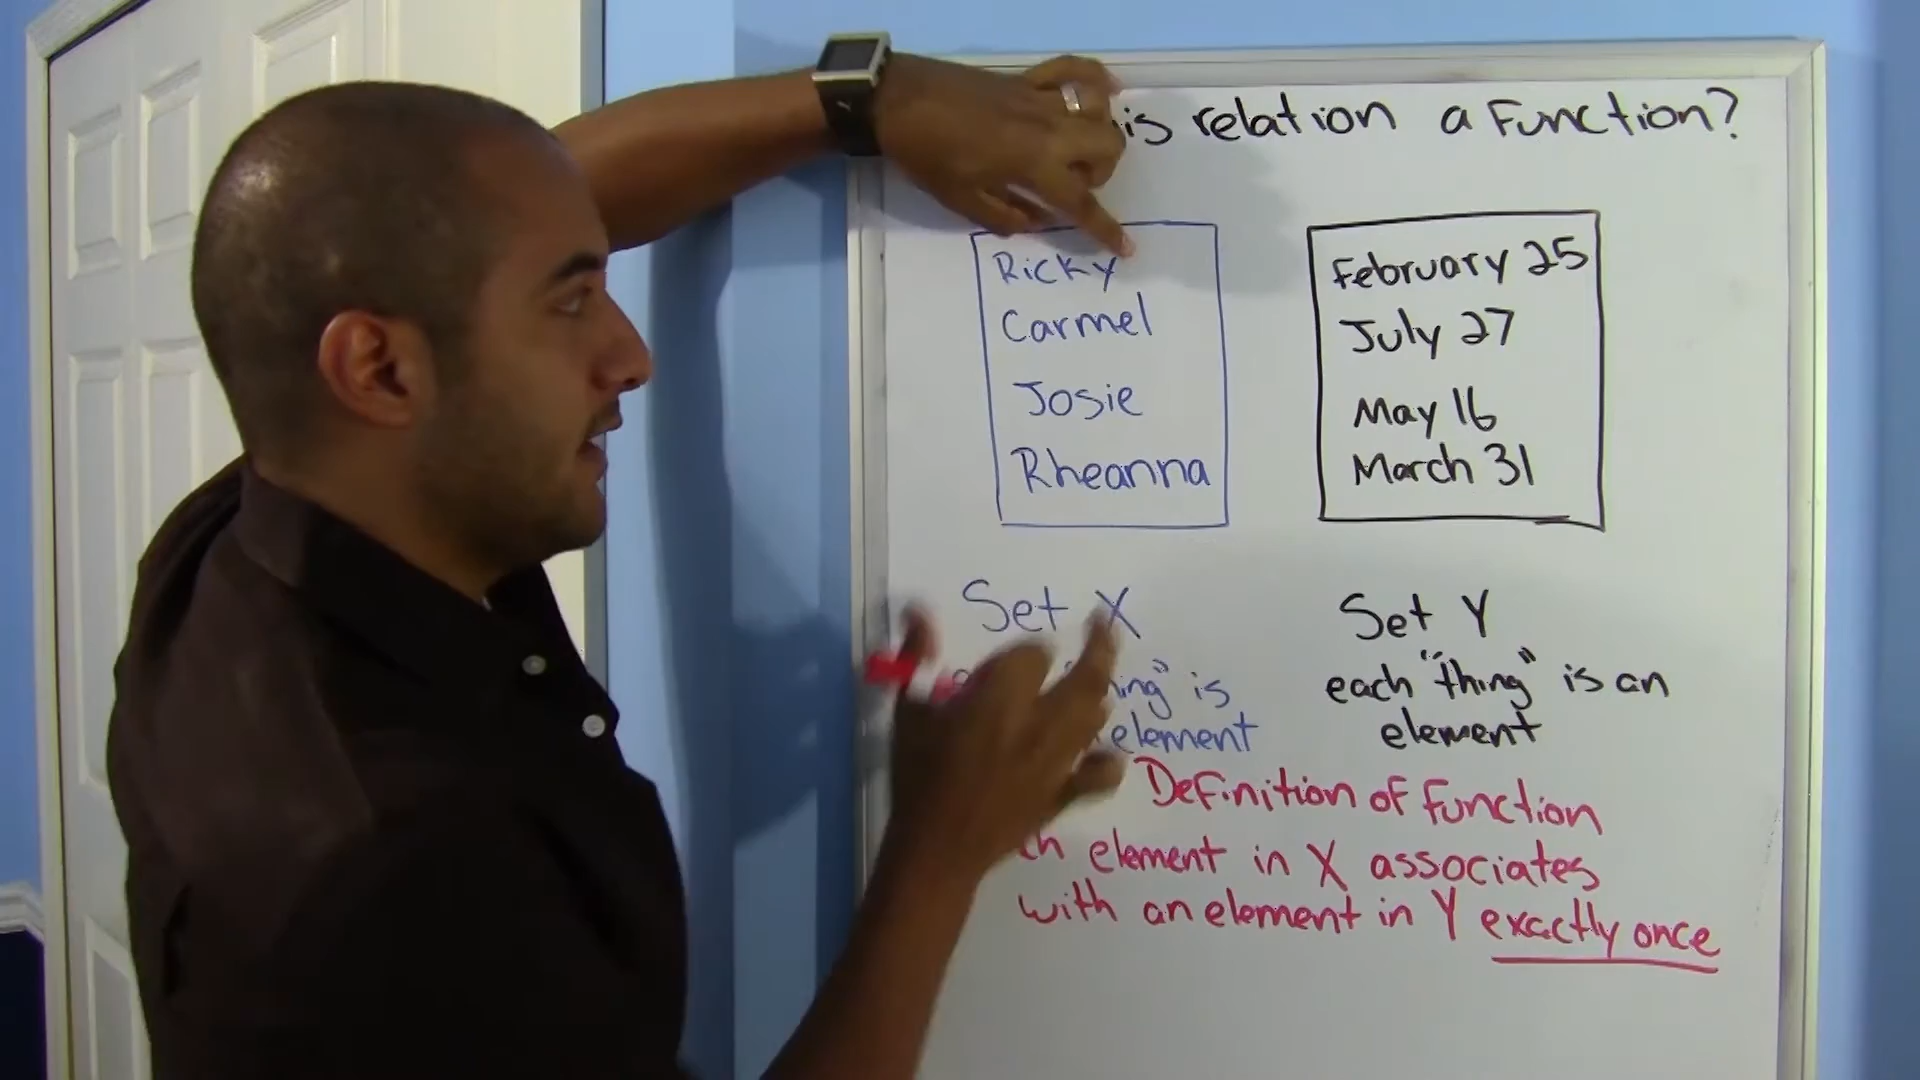 is relation a Function?
Ricky
Carmel
Josie
Rheanna
February 25
July 27
May 16
March 31
Set X
"thing" is
element
Set Y
each "thing" is an
element
Definition of Function
element in X associates
with an element in Y exactly once